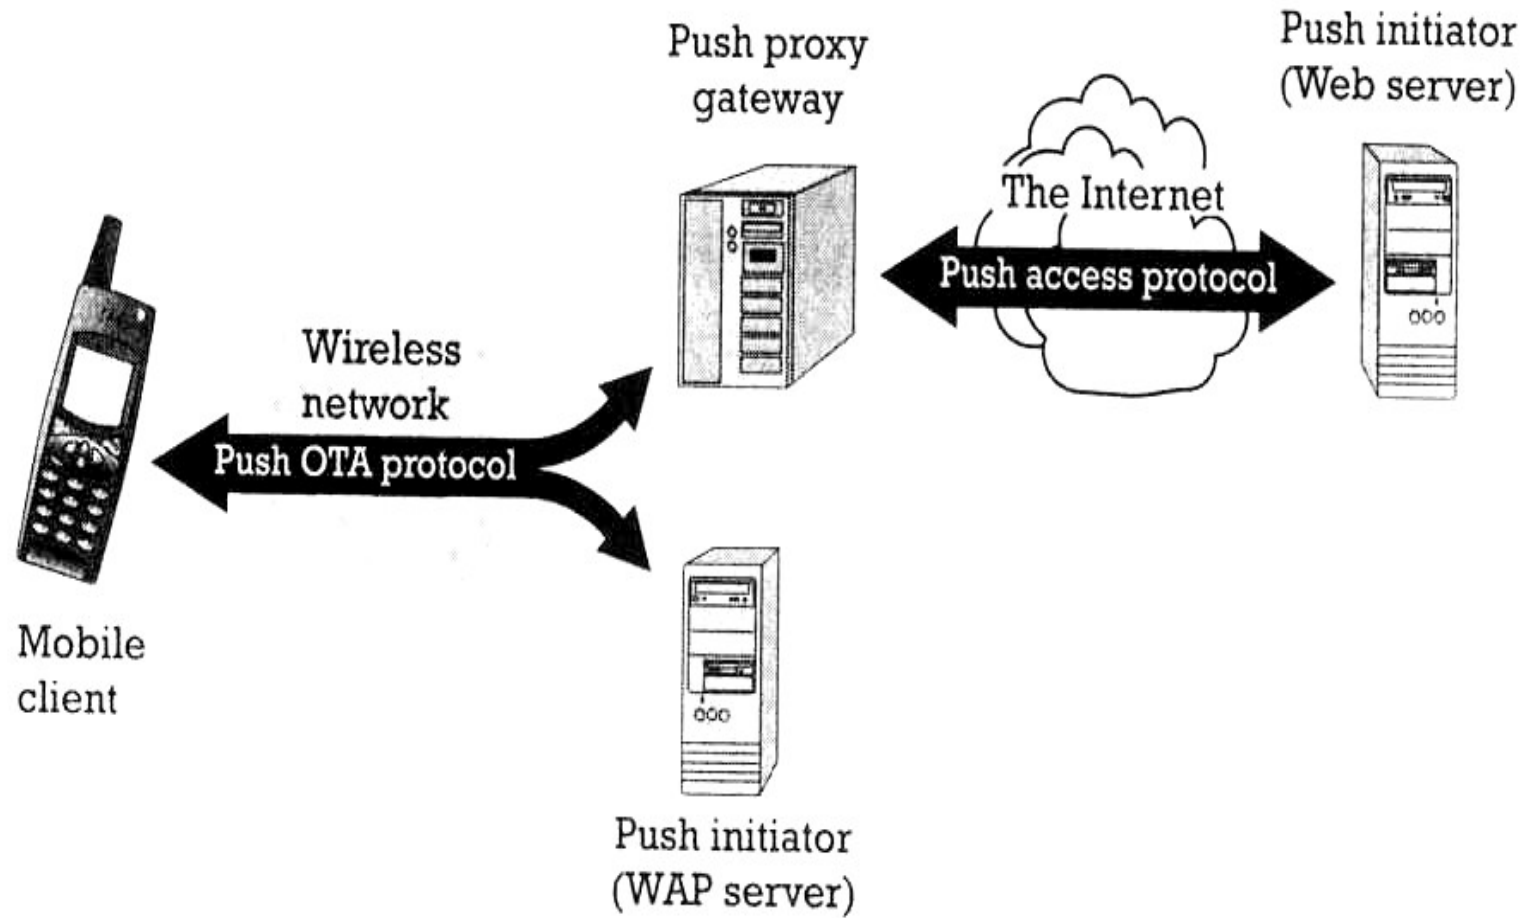 Push proxy
gateway
Push initiator
(Web server)
The Internet
Push access protocol
Wireless
network
Push OTA protocol
Mobile
client
Push initiator
(WAP server)